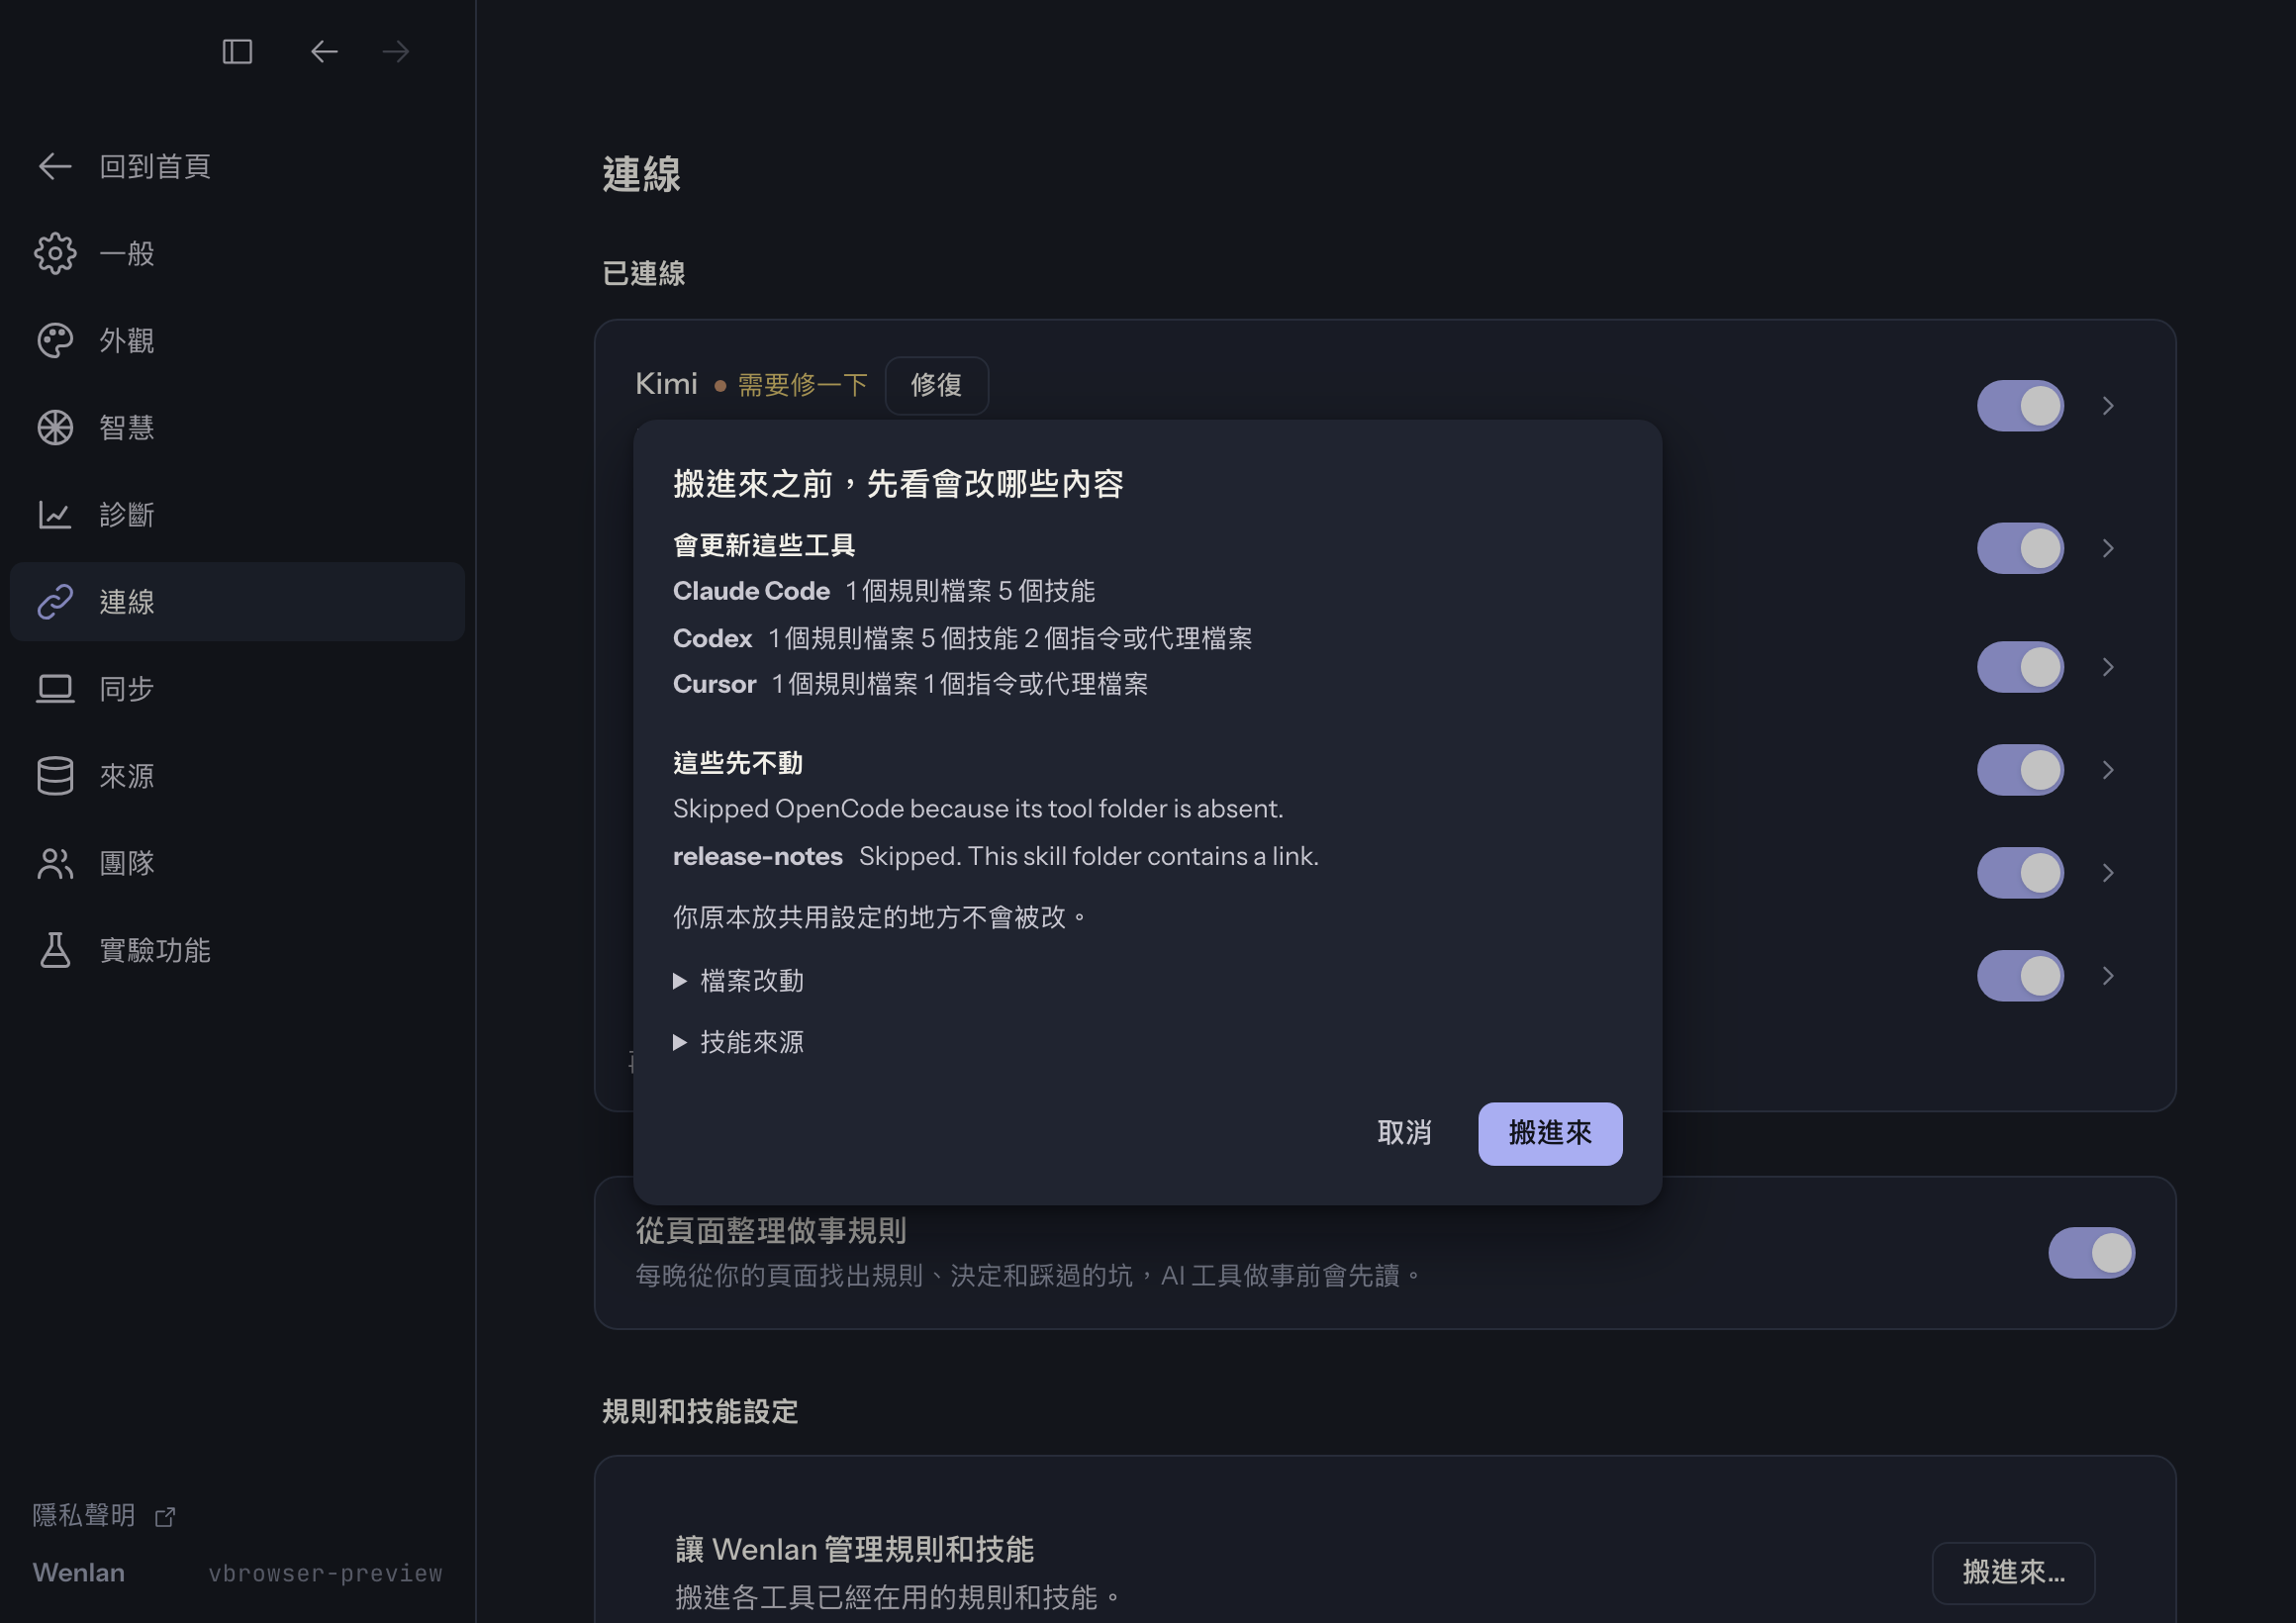 回到首頁
一般
外觀
智慧
診斷
連線
同步
來源
團隊
實驗功能
隱私聲明
Wenlan vbrowser-preview
連線
已連線
Kimi 需要修一下 修復
搬進來之前，先看會改哪些內容
會更新這些工具
Claude Code 1 個規則檔案 5 個技能
Codex 1 個規則檔案 5 個技能 2 個指令或代理檔案
Cursor 1 個規則檔案 1 個指令或代理檔案
這些先不動
Skipped OpenCode because its tool folder is absent.
release-notes Skipped. This skill folder contains a link.
你原本放共用設定的地方不會被改。
檔案改動
技能來源
取消 搬進來
從頁面整理做事規則
每晚從你的頁面找出規則、決定和踩過的坑，AI 工具做事前會先讀。
規則和技能設定
讓 Wenlan 管理規則和技能
搬進各工具已經在用的規則和技能。
搬進來...